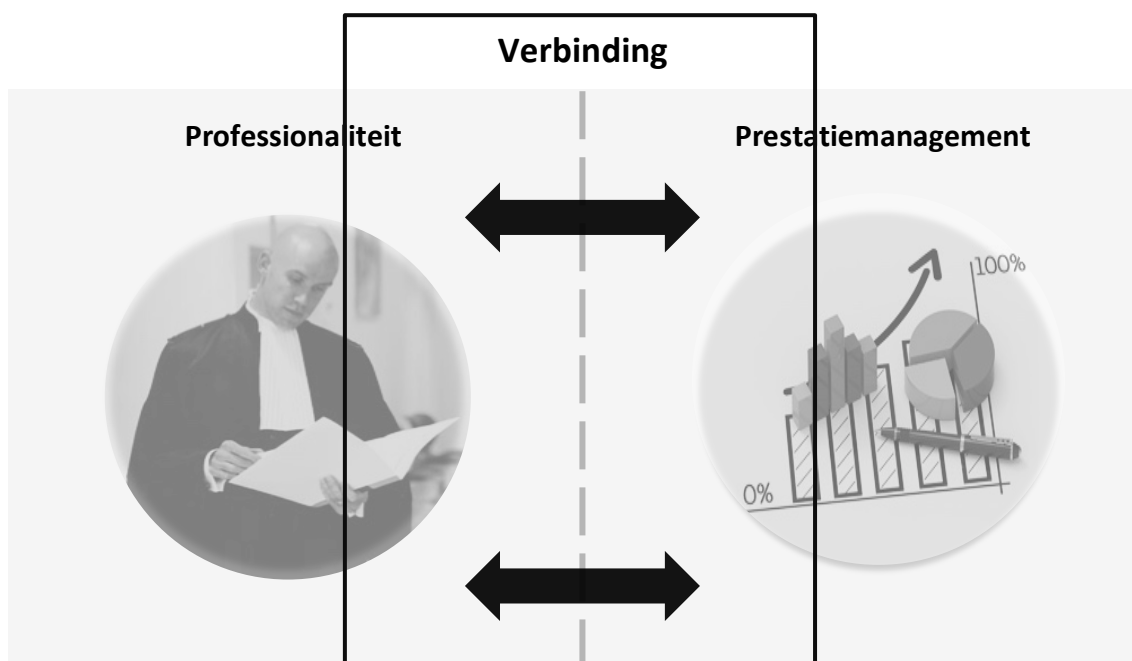 Verbinding
Professionaliteit
Prestatiemanagement
100%
0%